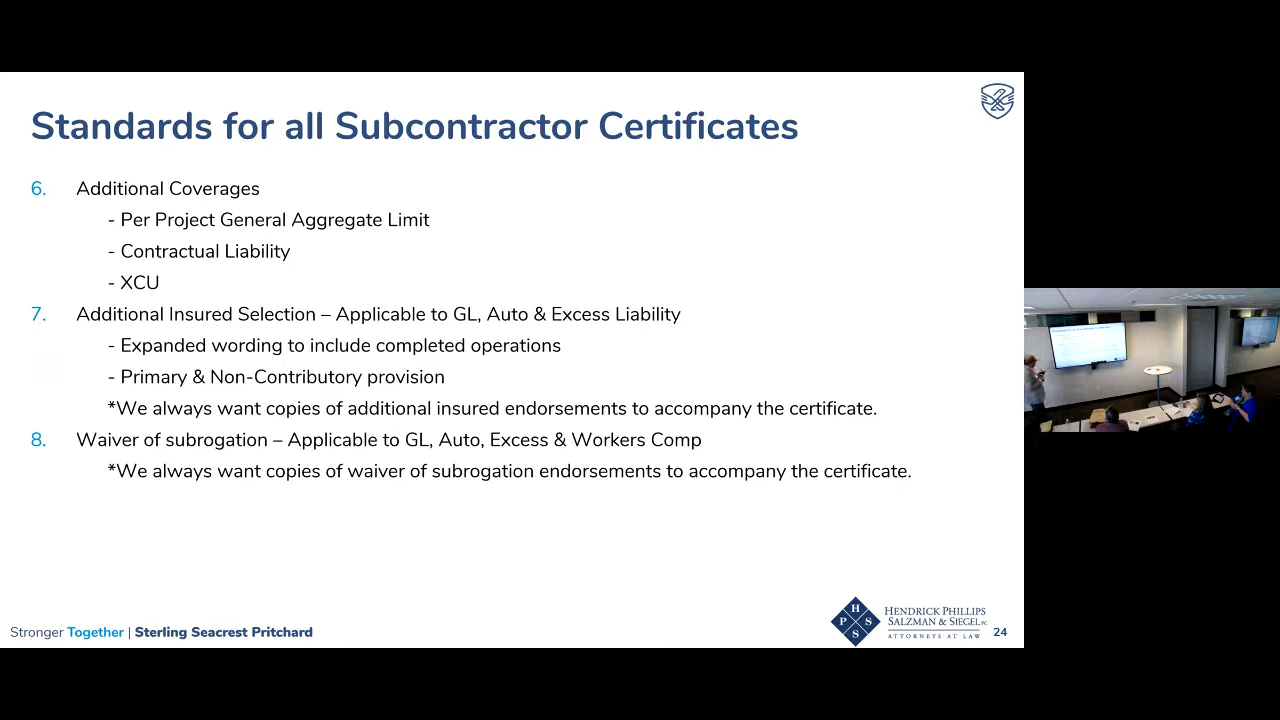 Standards for all Subcontractor Certificates
6. Additional Coverages
- Per Project General Aggregate Limit
- Contractual Liability
- XCU
7. Additional Insured Selection – Applicable to GL, Auto & Excess Liability
- Expanded wording to include completed operations
- Primary & Non-Contributory provision
*We always want copies of additional insured endorsements to accompany the certificate.
8. Waiver of subrogation – Applicable to GL, Auto, Excess & Workers Comp
*We always want copies of waiver of subrogation endorsements to accompany the certificate.
Stronger Together | Sterling Seacrest Pritchard
H
P S
S
HENDRICK PHILLIPS
SALZMAN & SIEGEL PC
ATTORNEYS AT LAW
24